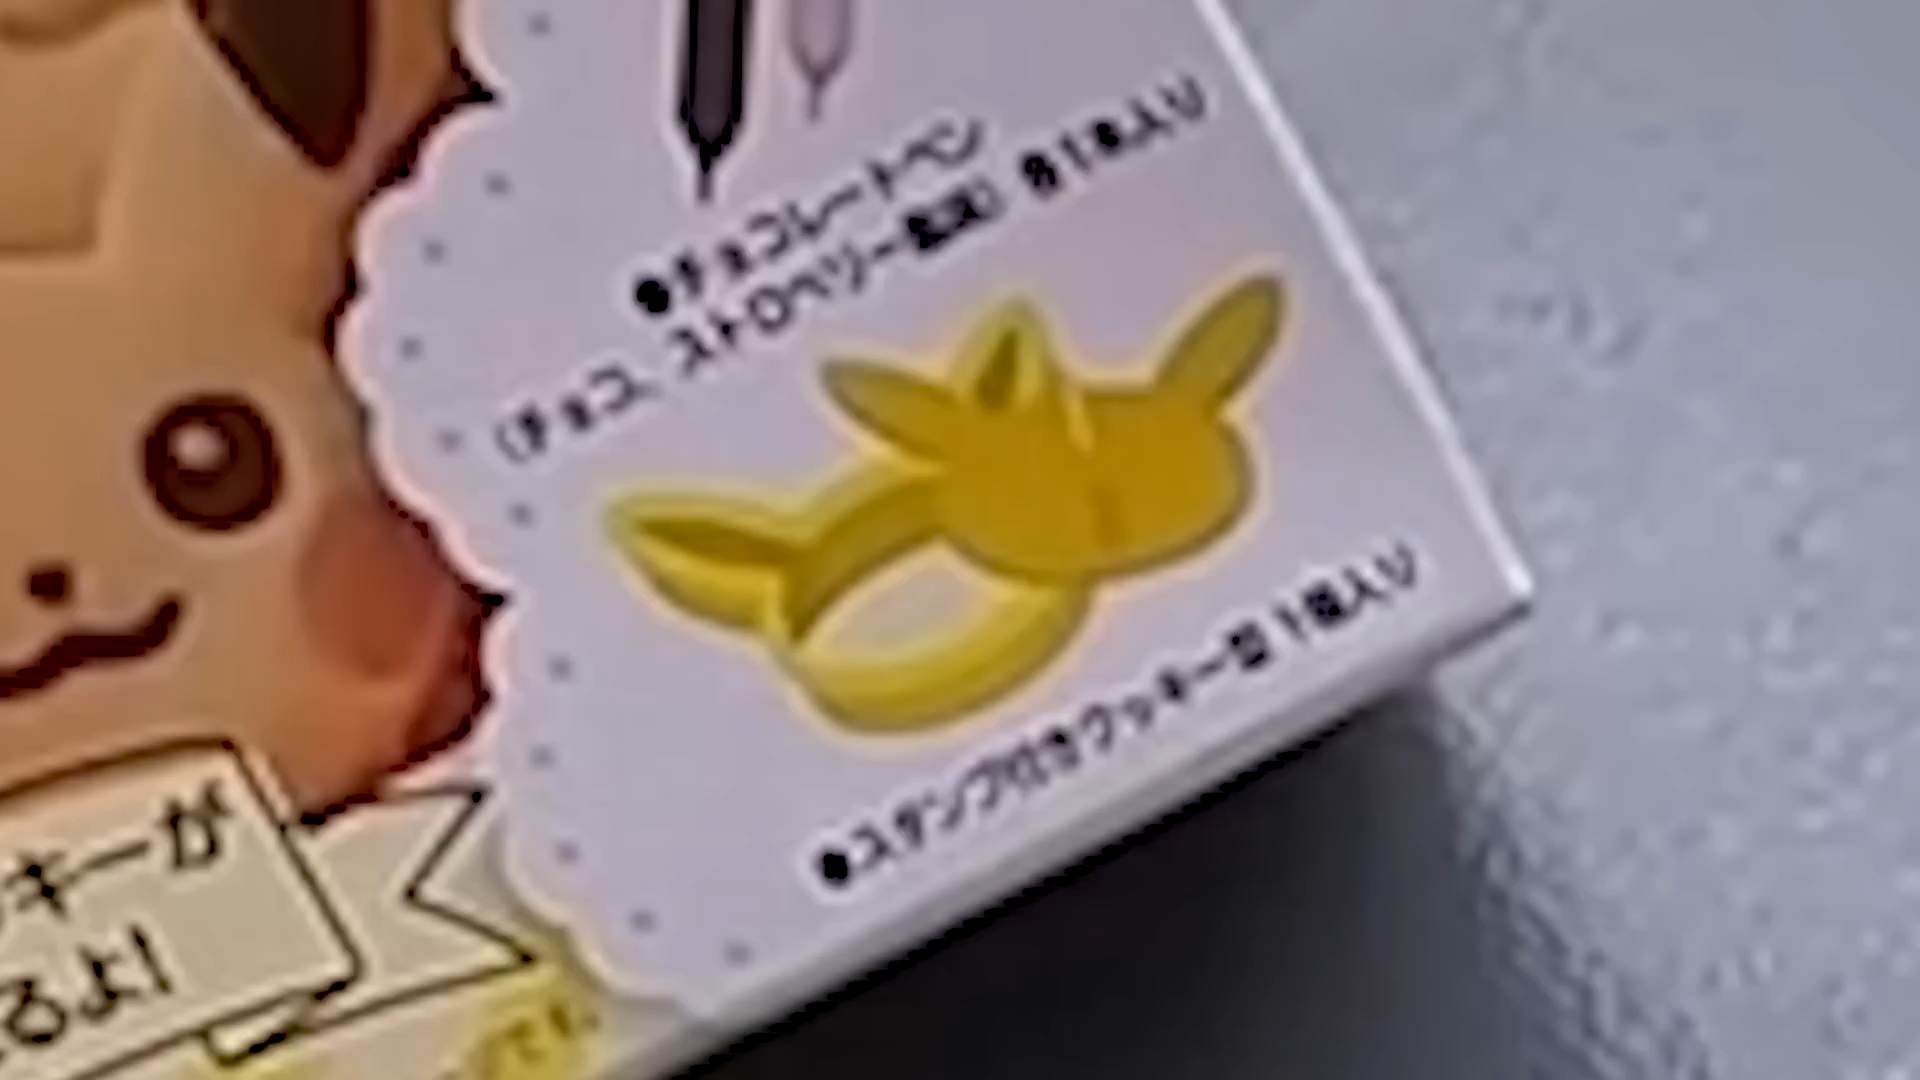 ●チョコレートペン
(チョコ、ストロベリー風味) 各1本入り
●スタンプ付きクッキー型 1個入り
キーが
るよ!